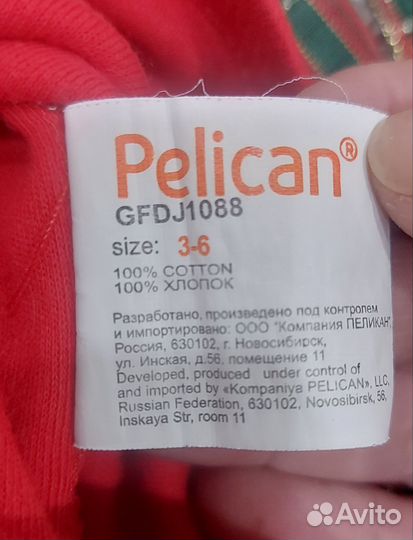 Pelican®
GFDJ1088
size: 3-6
100% COTTON
100% ХЛОПОК
Разработано, произведено под контролем
и импортировано: ООО "Компания ПЕЛИКАН",
Россия, 630102, г. Новосибирск,
ул. Инская, д.56, помещение 11
Developed, produced under control of
and imported by «Kompaniya PELICAN», LLC,
Russian Federation, 630102, Novosibirsk, 56,
Inskaya Str, room 11
Avito